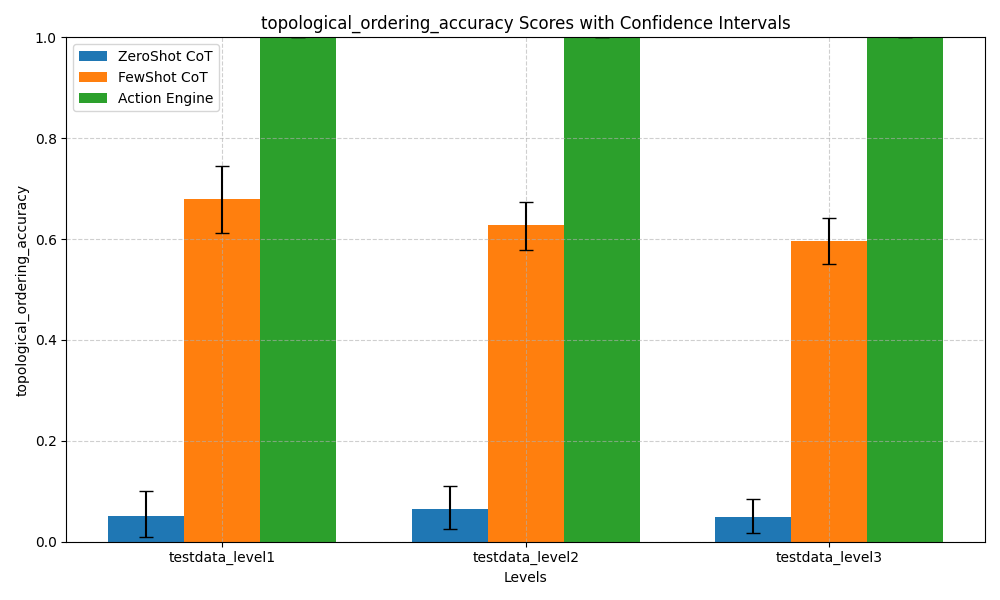 topological_ordering_accuracy Scores with Confidence Intervals
ZeroShot CoT
FewShot CoT
Action Engine
topological_ordering_accuracy
1.0
0.8
0.6
0.4
0.2
0.0
testdata_level1
testdata_level2
testdata_level3
Levels